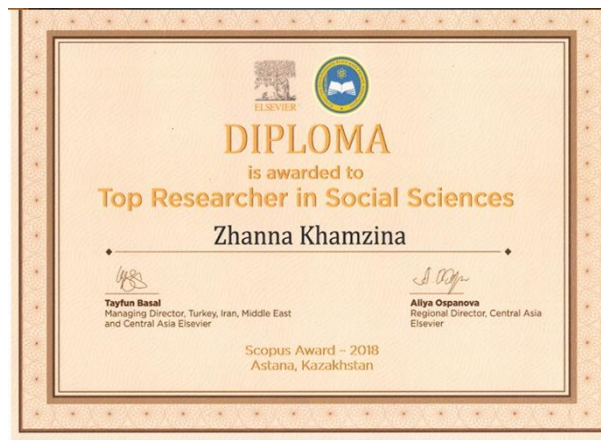 ELSEVIER
DIPLOMA
is awarded to
Top Researcher in Social Sciences
Zhanna Khamzina
Tayfun Basal
Managing Director, Turkey, Iran, Middle East
and Central Asia Elsevier
Aliya Ospanova
Regional Director, Central Asia
Elsevier
Scopus Award – 2018
Astana, Kazakhstan